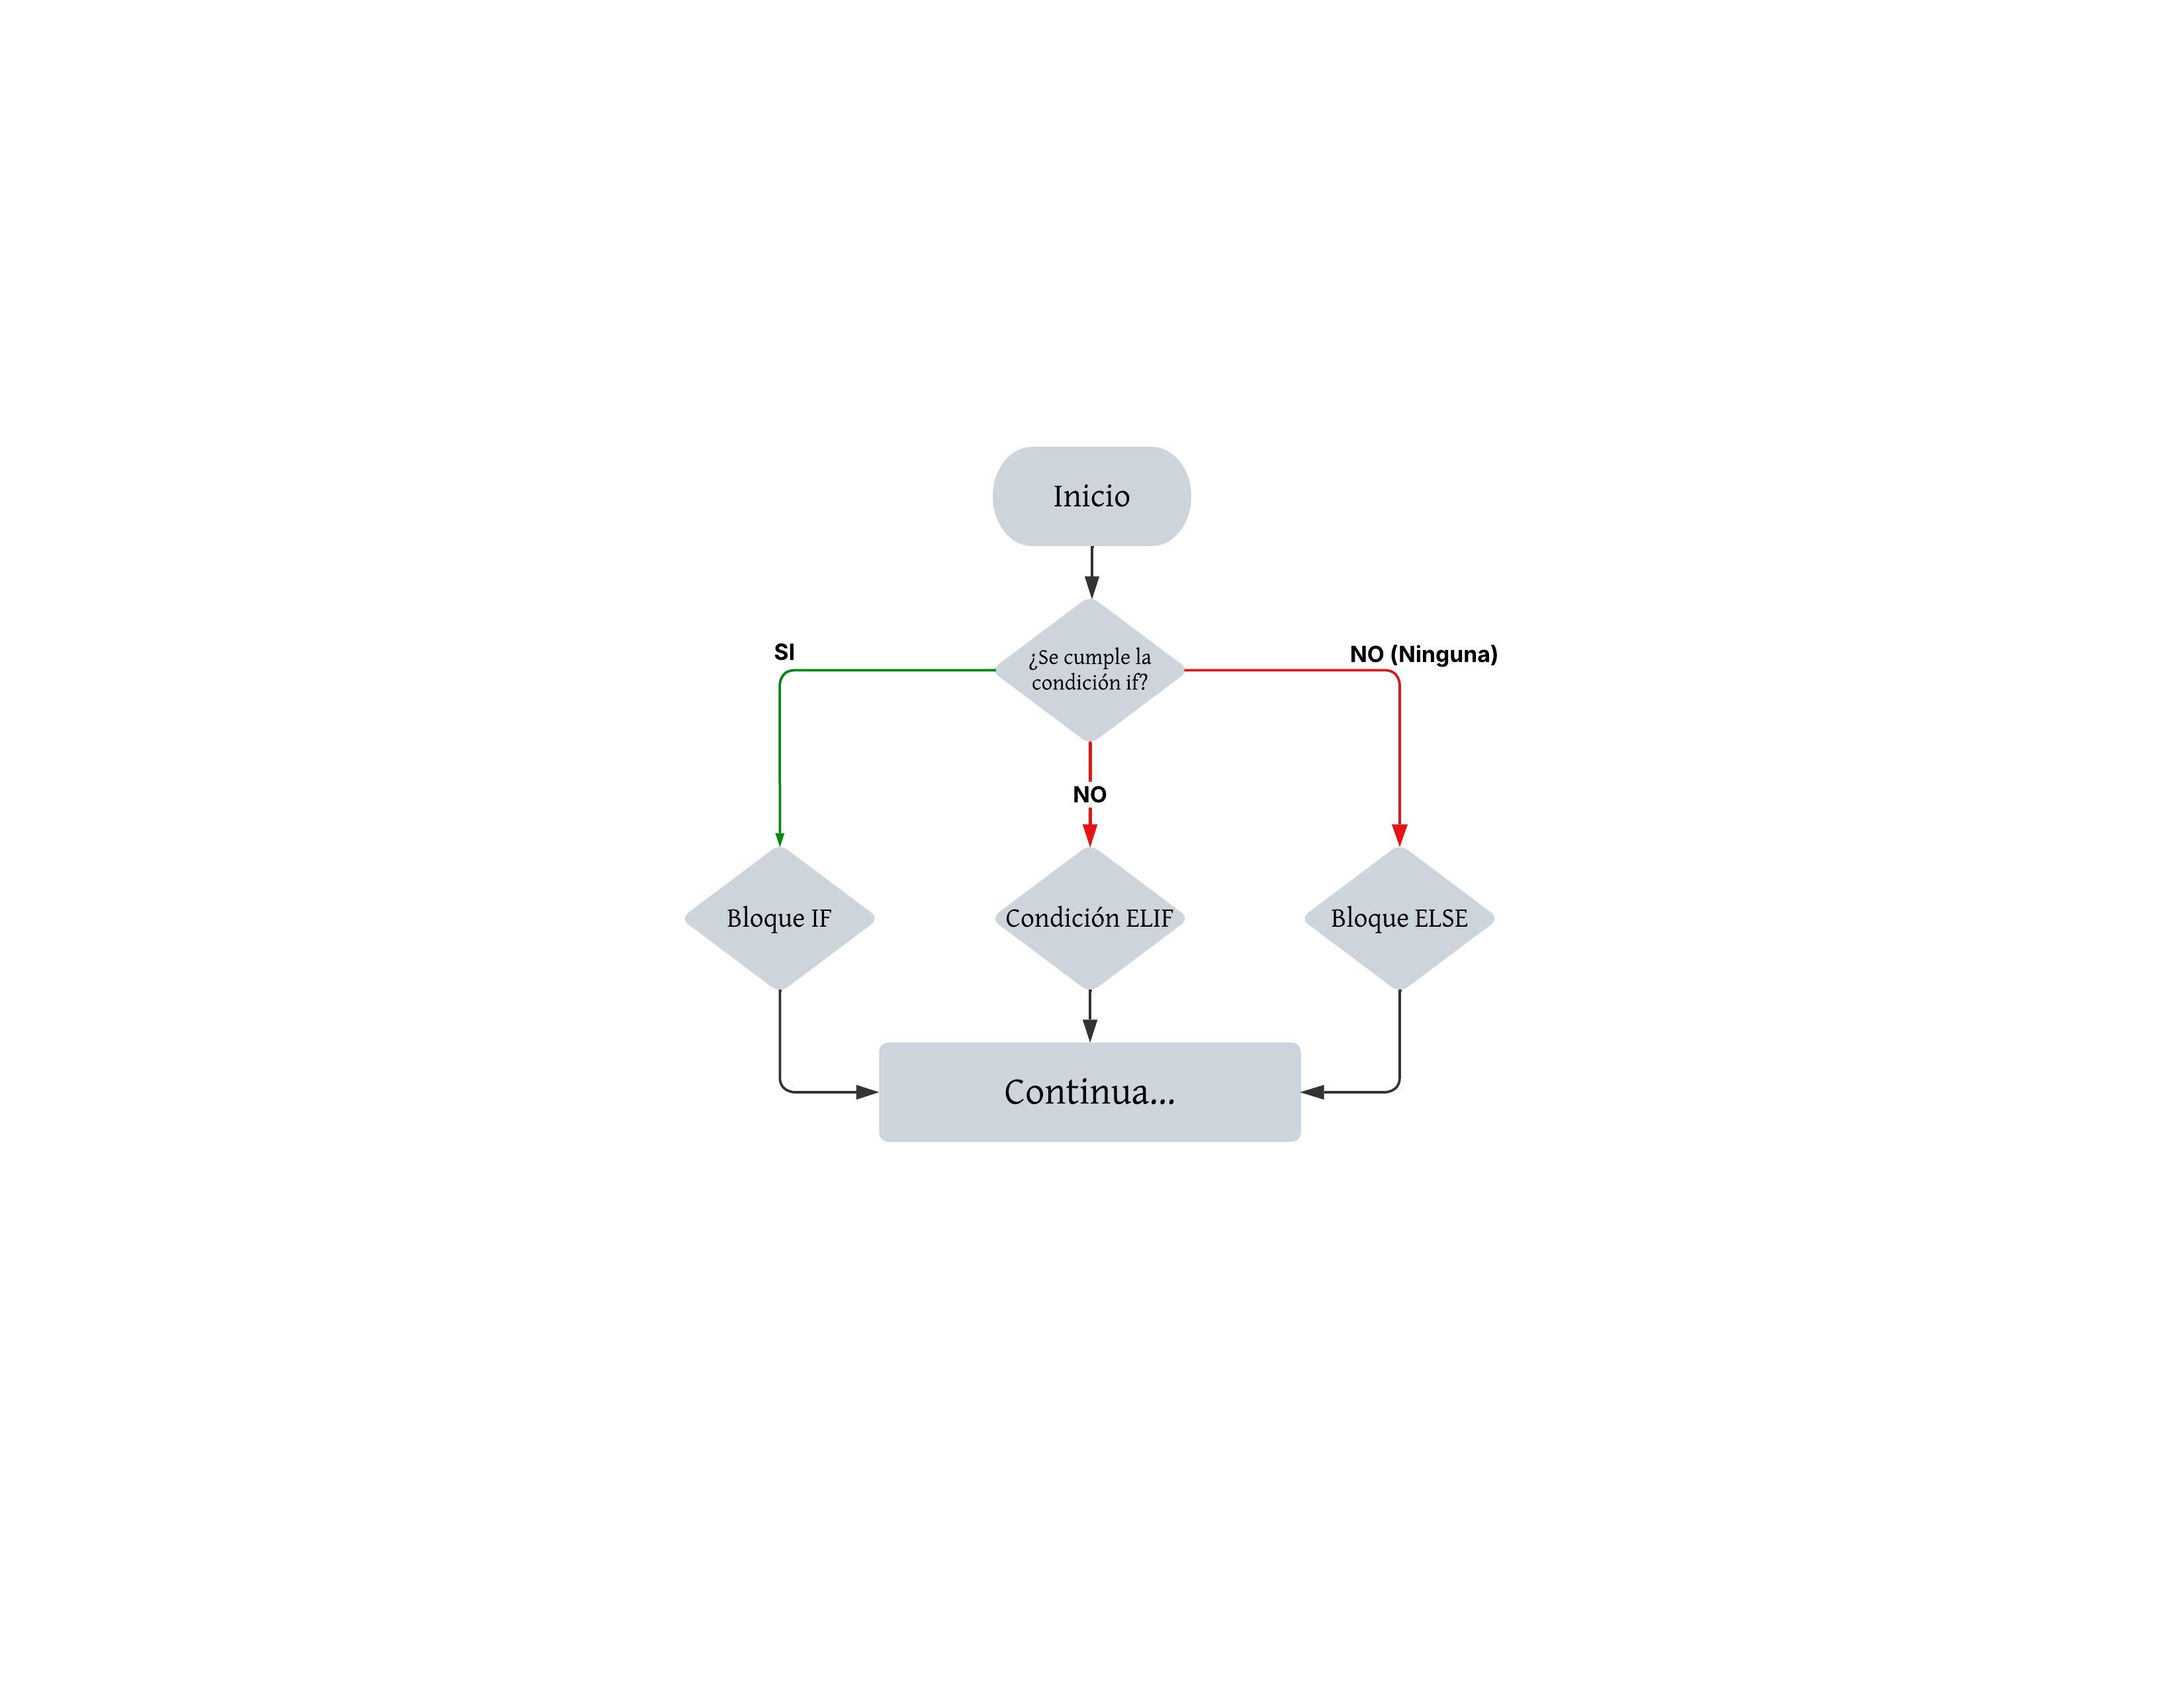 Inicio
¿Se cumple la
condición if?
SI
NO (Ninguna)
NO
Bloque IF
Condición ELIF
Bloque ELSE
Continua...